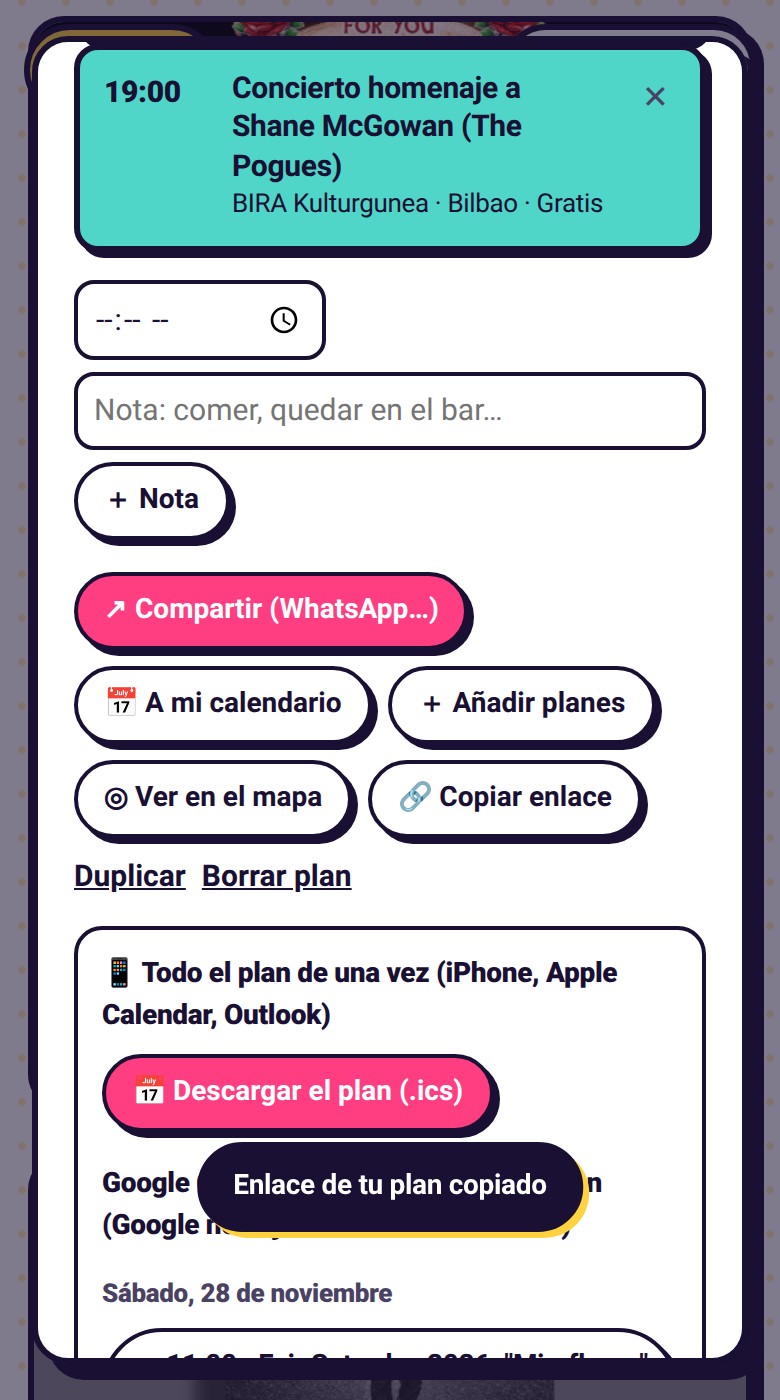 FOR YOU
19:00
Concierto homenaje a
Shane McGowan (The
Pogues)
BIRA Kulturgunea · Bilbao · Gratis
--:-- --
Nota: comer, quedar en el bar…
+ Nota
↗ Compartir (WhatsApp…)
📅 A mi calendario
+ Añadir planes
◎ Ver en el mapa
🔗 Copiar enlace
Duplicar Borrar plan
📱 Todo el plan de una vez (iPhone, Apple
Calendar, Outlook)
📅 Descargar el plan (.ics)
Google
(Google
Enlace de tu plan copiado
Sábado, 28 de noviembre